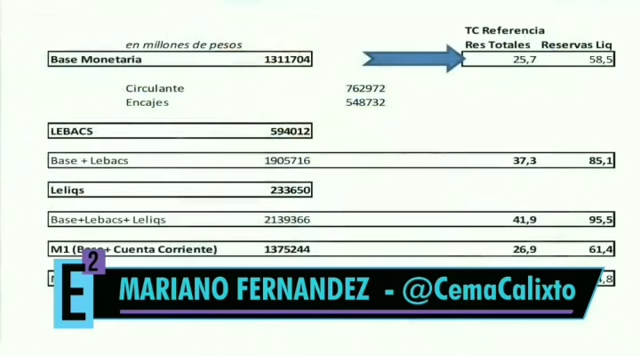 TC Referencia
en millones de pesos Res Totales Reservas Liq
Base Monetaria 1311704 25,7 58,5
Circulante 762972
Encajes 548732
LEBACS 594012
Base + Lebacs 1905716 37,3 85,1
Leliqs 233650
Base+Lebacs+ Leliqs 2139366 41,9 95,5
M1 (Base+ Cuenta Corriente) 1375244 26,9 61,4
E2
MARIANO FERNANDEZ - @CemaCalixto